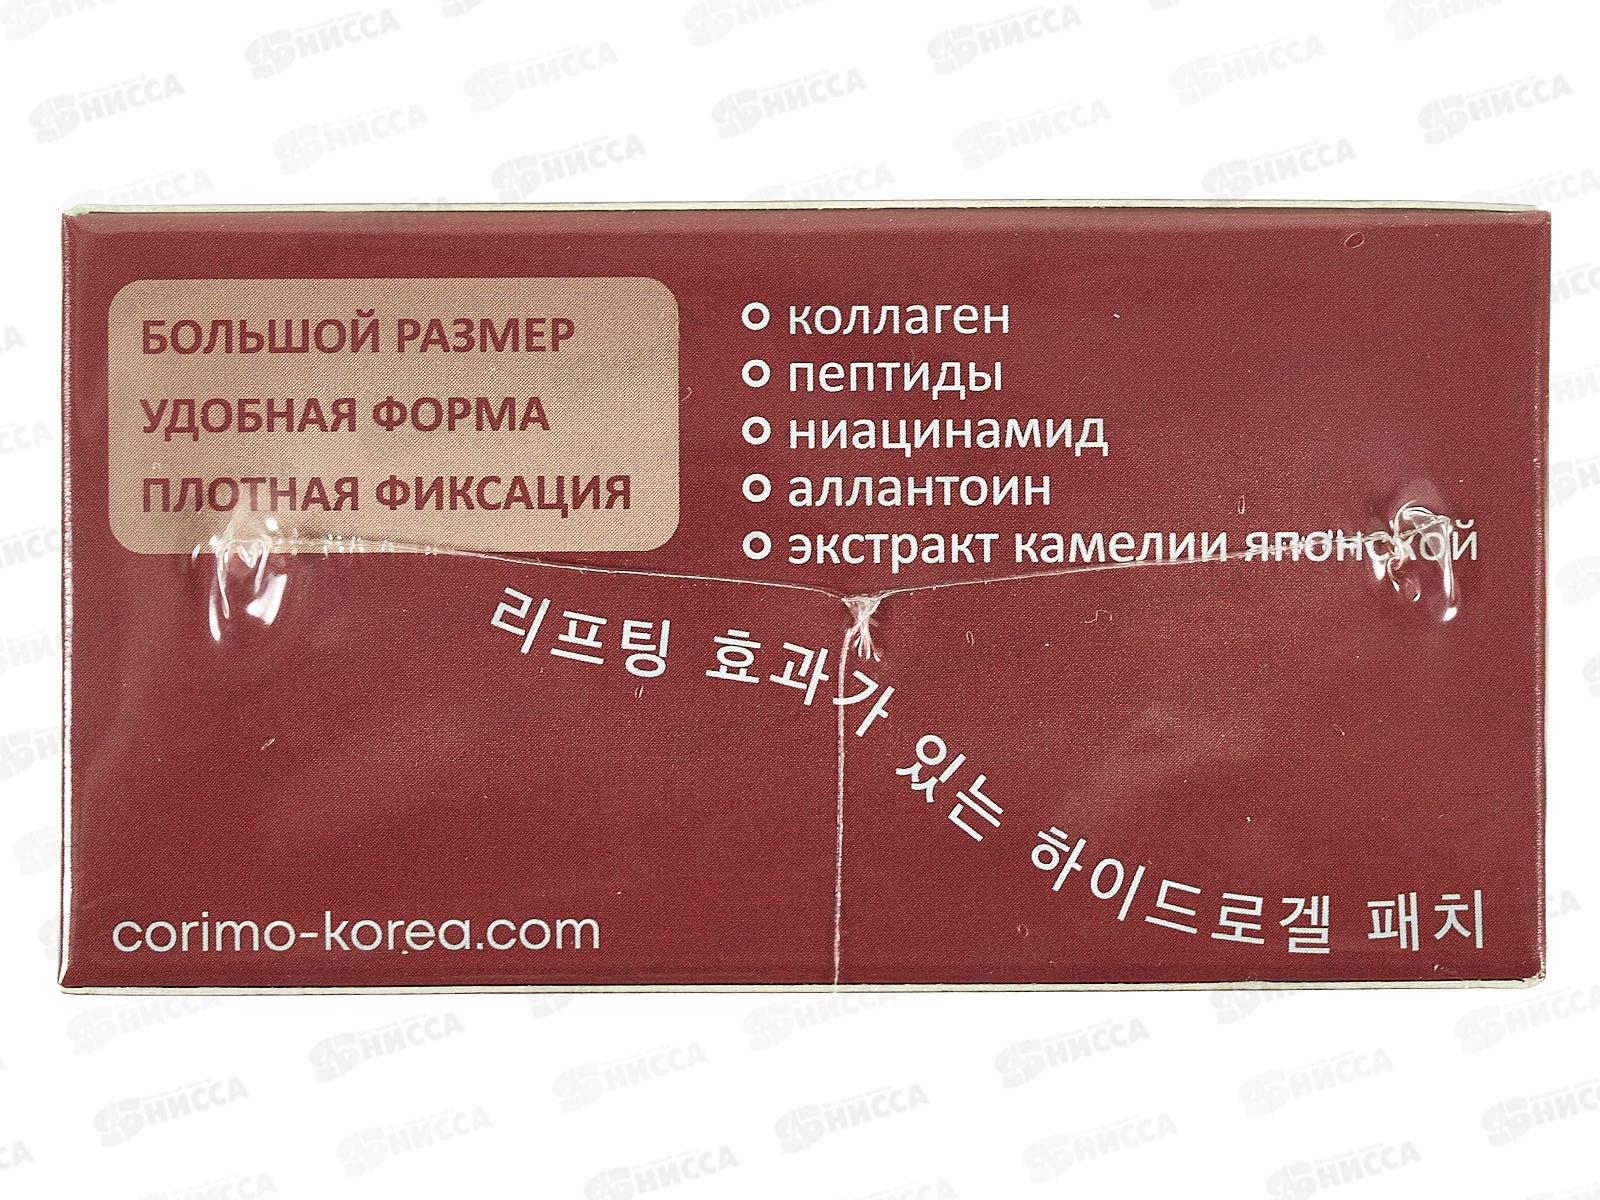 БОЛЬШОЙ РАЗМЕР
УДОБНАЯ ФОРМА
ПЛОТНАЯ ФИКСАЦИЯ
коллаген
пептиды
ниацинамид
аллантоин
экстракт камелии японской
리프팅 효과가 있는 하이드로겔 패치
corimo-korea.com